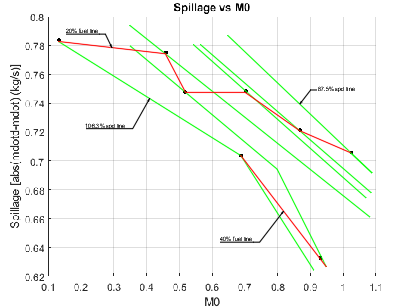 Spillage vs M0
20% fuel line
87.5% spd line
106.3% spd line
40% fuel line
Spillage [abs(mdotd-mdot) (kg/s)]
0.8
0.78
0.76
0.74
0.72
0.7
0.68
0.66
0.64
0.62
0.1 0.2 0.3 0.4 0.5 0.6 0.7 0.8 0.9 1 1.1
M0